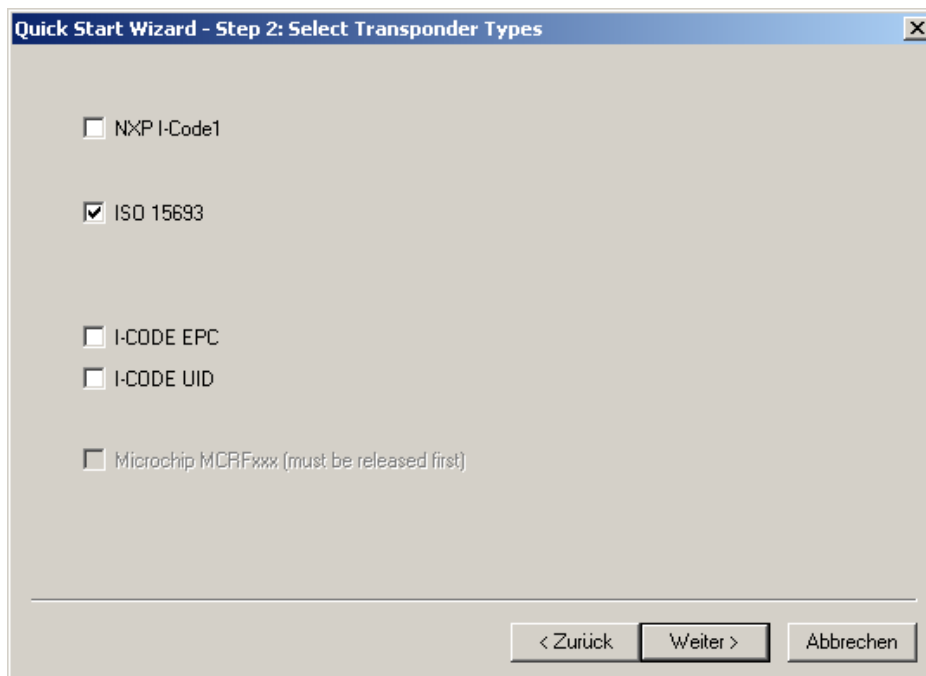 Quick Start Wizard - Step 2: Select Transponder Types
NXP I-Code1
ISO 15693
I-CODE EPC
I-CODE UID
Microchip MCRFxxx (must be released first)
< Zurück Weiter > Abbrechen